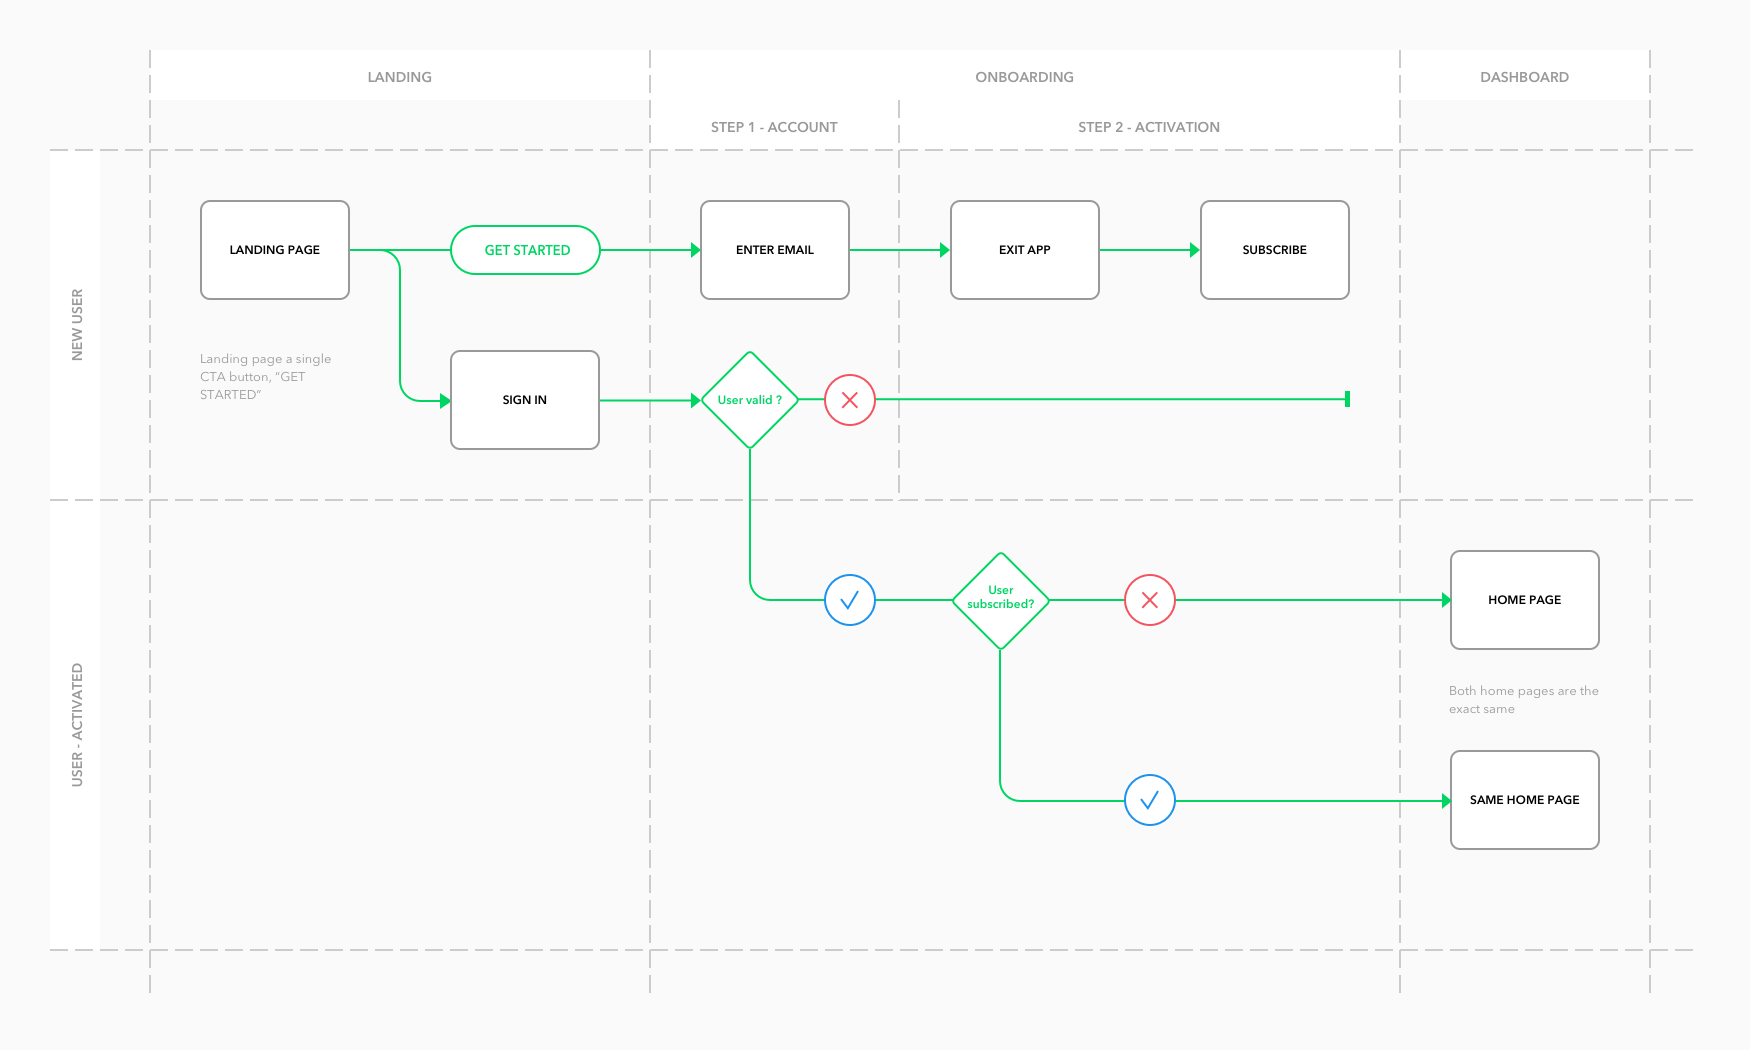 LANDING
ONBOARDING
DASHBOARD
STEP 1 - ACCOUNT
STEP 2 - ACTIVATION
NEW USER
LANDING PAGE
GET STARTED
ENTER EMAIL
EXIT APP
SUBSCRIBE
Landing page a single
CTA button, “GET
STARTED”
SIGN IN
User valid ?
USER - ACTIVATED
User
subscribed?
HOME PAGE
Both home pages are the
exact same
SAME HOME PAGE